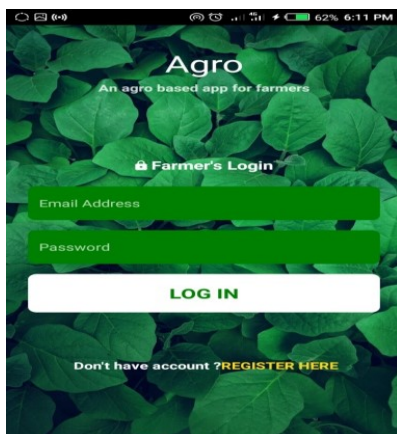 62% 6:11 PM
Agro
An agro based app for farmers
Farmer's Login
Email Address
Password
LOG IN
Don't have account ?REGISTER HERE